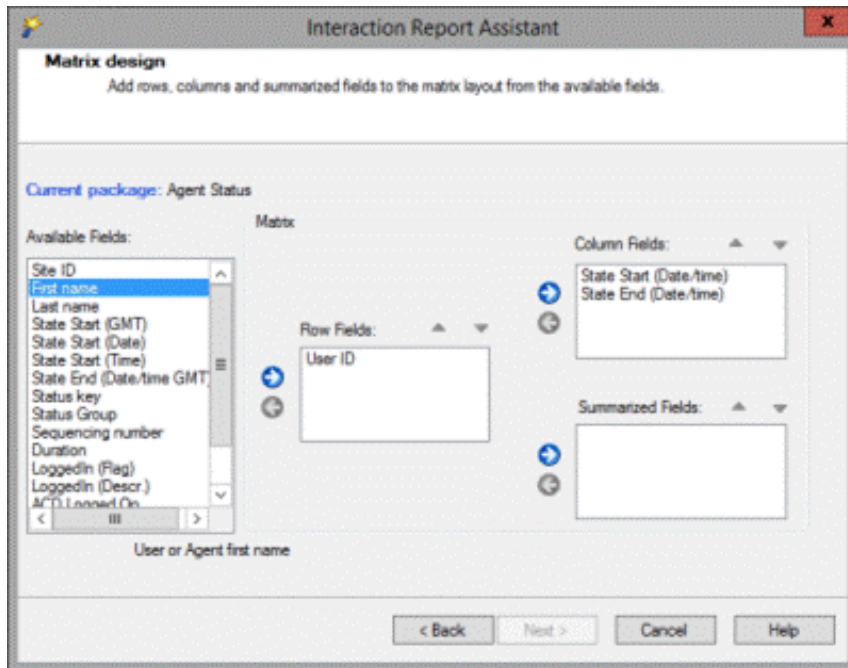 Interaction Report Assistant
x
Matrix design
Add rows, columns and summarized fields to the matrix layout from the available fields.
Current package: Agent Status
Available Fields:
Site ID
First name
Last name
State Start (GMT)
State Start (Date)
State Start (Time)
State End (Date/time GMT)
Status key
Status Group
Sequencing number
Duration
LoggedIn (Flag)
LoggedIn (Descr.)
ACD Logged On
User or Agent first name
Matrix
Row Fields:
User ID
Column Fields:
State Start (Date/time)
State End (Date/time)
Summarized Fields:
< Back
Next >
Cancel
Help